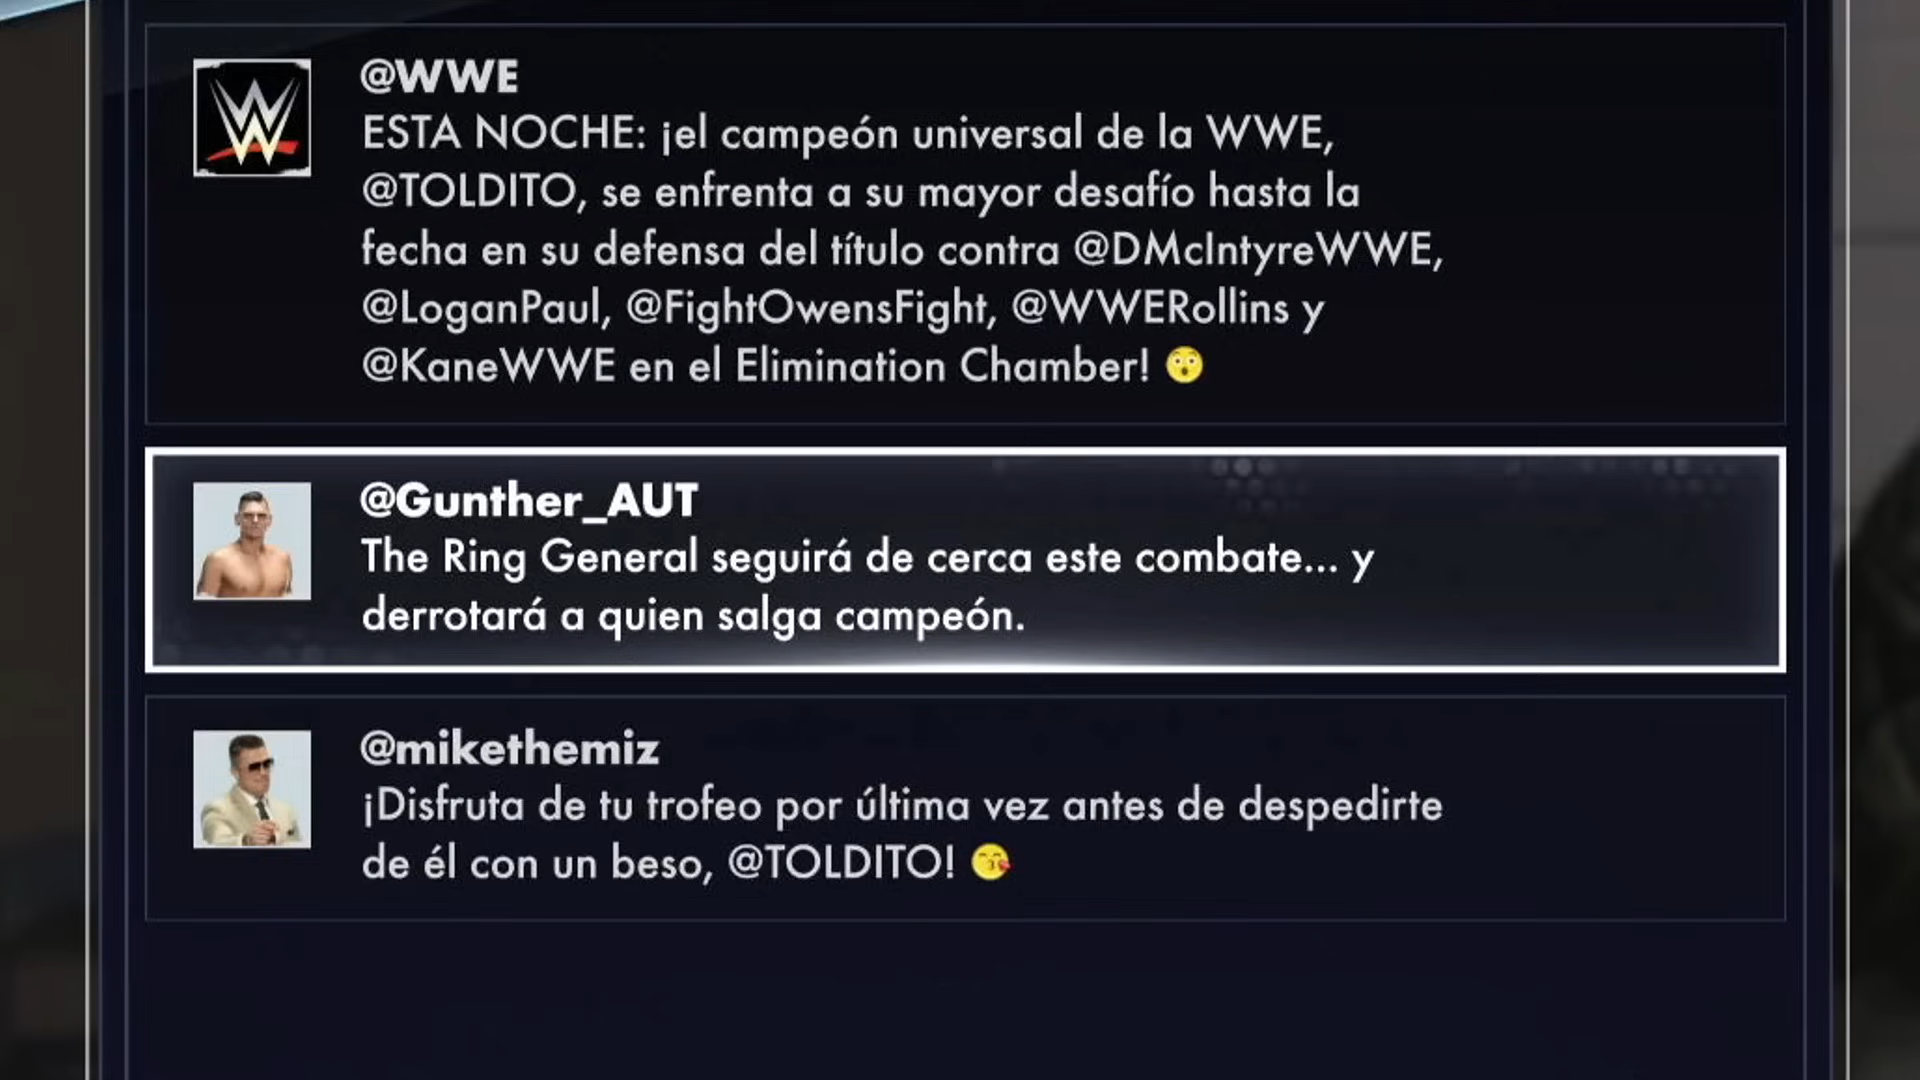 @WWE
ESTA NOCHE: ¡el campeón universal de la WWE,
@TOLDITO, se enfrenta a su mayor desafío hasta la
fecha en su defensa del título contra @DMcIntyreWWE,
@LoganPaul, @FightOwensFight, @WWERollins y
@KaneWWE en el Elimination Chamber! 😲
@Gunther_AUT
The Ring General seguirá de cerca este combate... y
derrotará a quien salga campeón.
@mikethemiz
¡Disfruta de tu trofeo por última vez antes de despedirte
de él con un beso, @TOLDITO! 😘